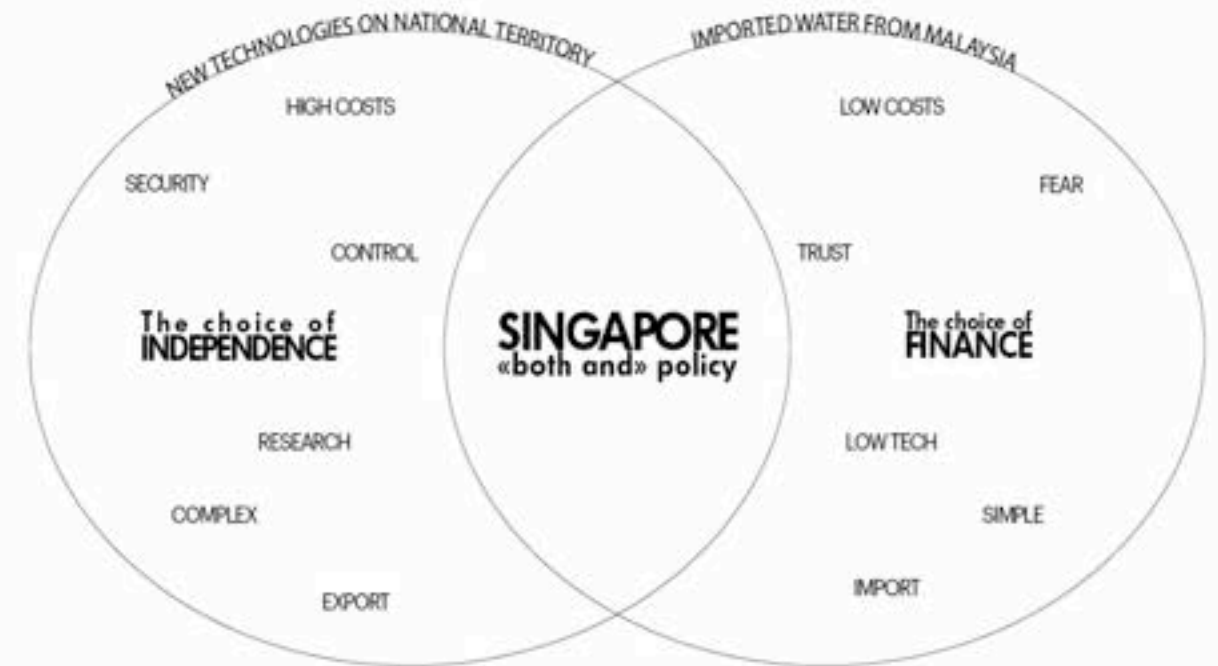 NEW TECHNOLOGIES ON NATIONAL TERRITORY
HIGH COSTS
SECURITY
CONTROL
The choice of
INDEPENDENCE
RESEARCH
COMPLEX
EXPORT
SINGAPORE
«both and» policy
IMPORTED WATER FROM MALAYSIA
LOW COSTS
FEAR
TRUST
The choice of
FINANCE
LOW TECH
SIMPLE
IMPORT